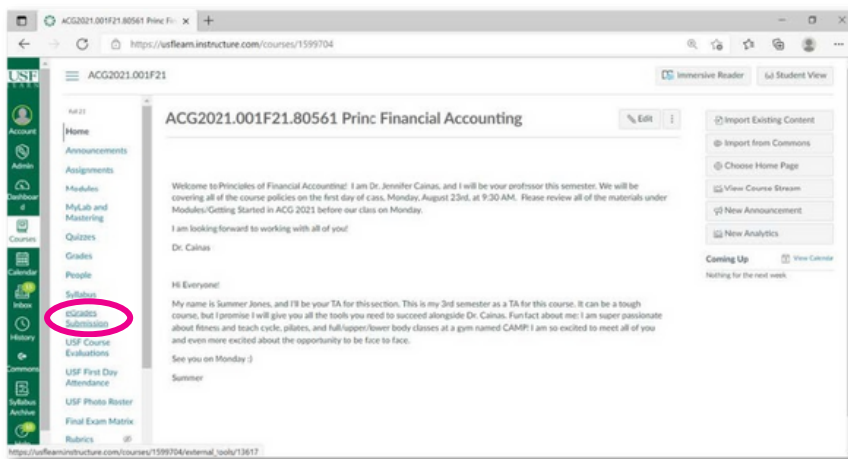 ACG2021.001F21.80561 Princ Fin
https://usflearn.instructure.com/courses/1599704
USF
LEARN
ACG2021.001F21
Immersive Reader
Student View
Account
Admin
Dashboar
d
Courses
Calendar
Inbox
History
Commons
Syllabus
Archive
Help
Fall 21
Home
Announcements
Assignments
Modules
MyLab and
Mastering
Quizzes
Grades
People
Syllabus
eGrades
Submission
USF Course
Evaluations
USF First Day
Attendance
USF Photo Roster
Final Exam Matrix
Rubrics
ACG2021.001F21.80561 Princ Financial Accounting
Edit
Welcome to Principles of Financial Accounting! I am Dr. Jennifer Cainas, and I will be your professor this semester. We will
covering all of the course policies on the first day of cass, Monday, August 23rd, at 9:30 AM. Please review all of the materials under
Modules/Getting Started in ACG 2021 before our class on Monday.
I am looking forward to working with all of you!
Dr. Cainas
Hi Everyone!
My name is Summer Jones, and I'll be your TA for this section. This is my 3rd semester as a TA for this course. It can be a tough
course, but I promise I will give you all the tools you need to succeed alongside Dr. Cainas. Fun fact about me: I am super passionate
about fitness and teach cycle, pilates, and full/upper/lower body classes at a gym named CAMP! I am so excited to meet all of you
and even more excited about the opportunity to be face to face.
See you on Monday :)
Summer
Import Existing Content
Import from Commons
Choose Home Page
View Course Stream
New Announcement
New Analytics
Coming Up
View Calendar
Nothing for the next week
https://usflearn.instructure.com/courses/1599704/external_tools/13617